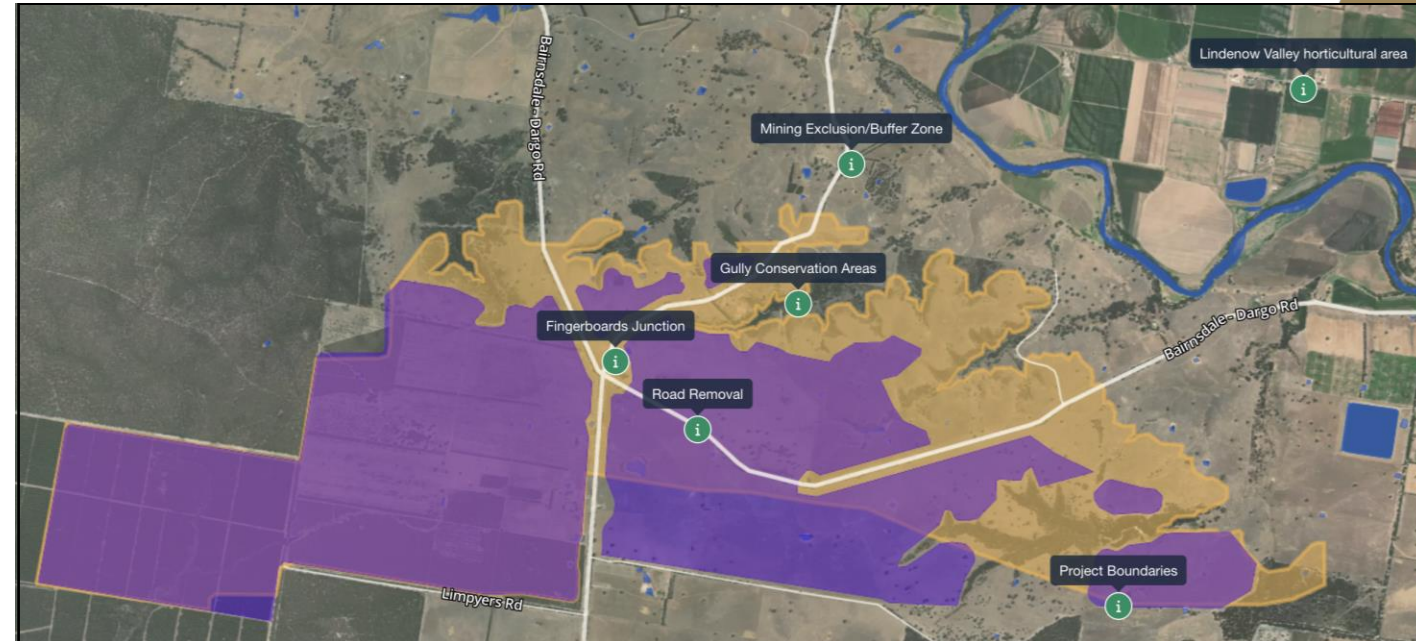 Bairnsdale - Dargo Rd
Lindenow Valley horticultural area
Mining Exclusion/Buffer Zone
Gully Conservation Areas
Fingerboards Junction
Bairnsdale - Dargo Rd
Road Removal
Project Boundaries
Limpyers Rd